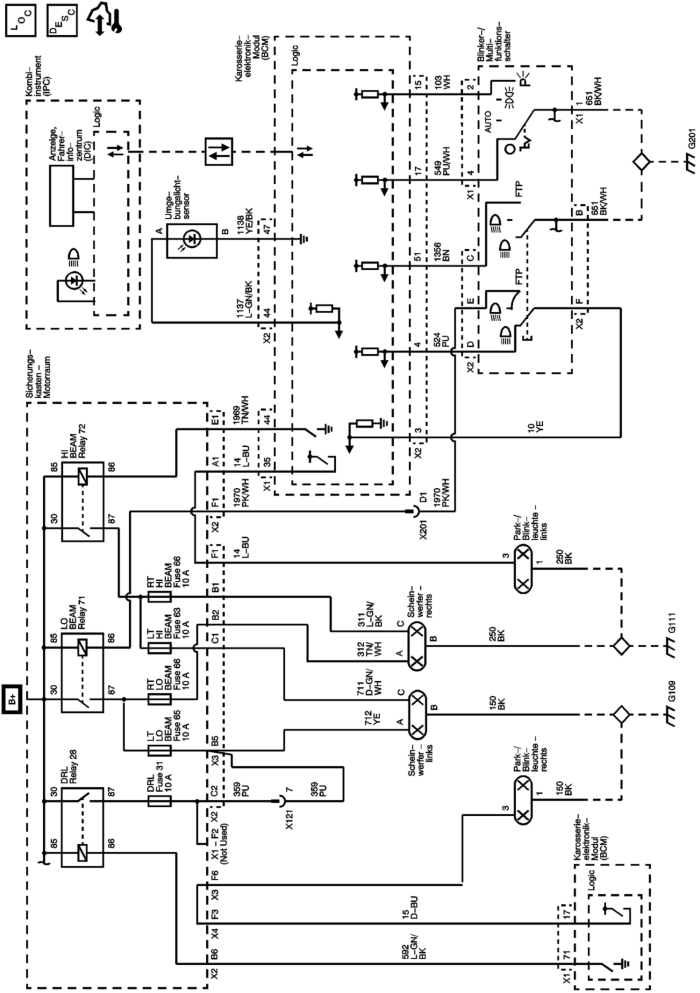 LOC
DESC
Kombi–
instrument
(IPC)
Logic
Anzeige,
Fahrer–
info–
zentrum
(DIC)
Umge–
bungslicht–
sensor
A
B
1138
YE/BK
47
1137
L–GN/BK
44
X2
Karosserie–
elektronik–
Modul
(BCM)
Logic
15
103
WH
2
17
549
PU/WH
4
X1
51
1356
BN
C
4
524
PU
D
X2
3
X2
10
YE
Blinker–/
Multi–
funktions–
schalter
P
AUTO
FTP
FTP
E
F
X2
B
651
BK/WH
1
X1
651
BK/WH
G201
Sicherungs–
kasten –
Motorraum
HI
BEAM
Relay 72
85
86
30
87
E1
1969
TN/WH
44
A1
14
L–BU
35
X1
F1
X2
1970
PK/WH
X201
D1
1970
PK/WH
F1
14
L–BU
B+
LO
BEAM
Relay 71
85
86
30
87
RT
HI
BEAM
Fuse 66
10 A
B1
LT
HI
BEAM
Fuse 63
10 A
B2
C1
RT
LO
BEAM
Fuse 66
10 A
LT
LO
BEAM
Fuse 65
10 A
B5
X3
311
L–GN/
BK
312
TN/
WH
C
A
B
Schein–
werfer –
rechts
711
D–GN/
WH
712
YE
C
A
B
Schein–
werfer –
links
250
BK
150
BK
Park–/
Blink–
leuchte–
links
3
1
250
BK
G111
G109
DRL
Relay 28
30
87
85
86
DRL
Fuse 31
10 A
C2
X2
359
PU
X121
7
359
PU
X1 – F2
(Not Used)
F6
X3
F3
X4
15
D–BU
B6
X2
592
L–GN/
BK
Park–/
Blink–
leuchte–
rechts
3
1
150
BK
Karosserie–
elektronik–
Modul
(BCM)
Logic
17
71
X1